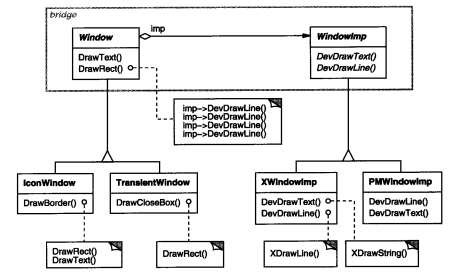 bridge
Window
imp
WindowImp
DrawText()
DrawRect()
DevDrawText()
DevDrawLine()
imp->DevDrawLine()
imp->DevDrawLine()
imp->DevDrawLine()
imp->DevDrawLine()
IconWindow
DrawBorder()
TransientWindow
DrawCloseBox()
XWindowImp
DevDrawText()
DevDrawLine()
PMWindowImp
DevDrawLine()
DevDrawText()
DrawRect()
DrawText()
DrawRect()
XDrawLine()
XDrawString()